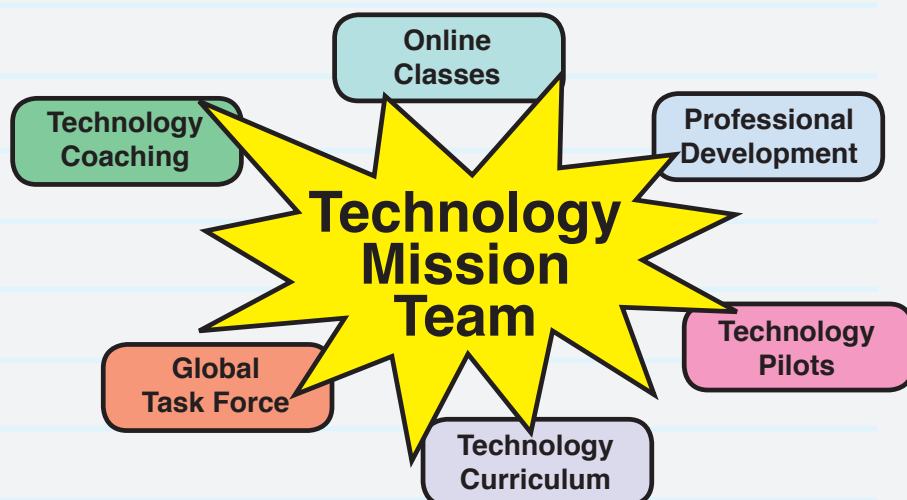 Online
Classes
Technology
Coaching
Professional
Development
Technology
Mission
Team
Technology
Pilots
Global
Task Force
Technology
Curriculum